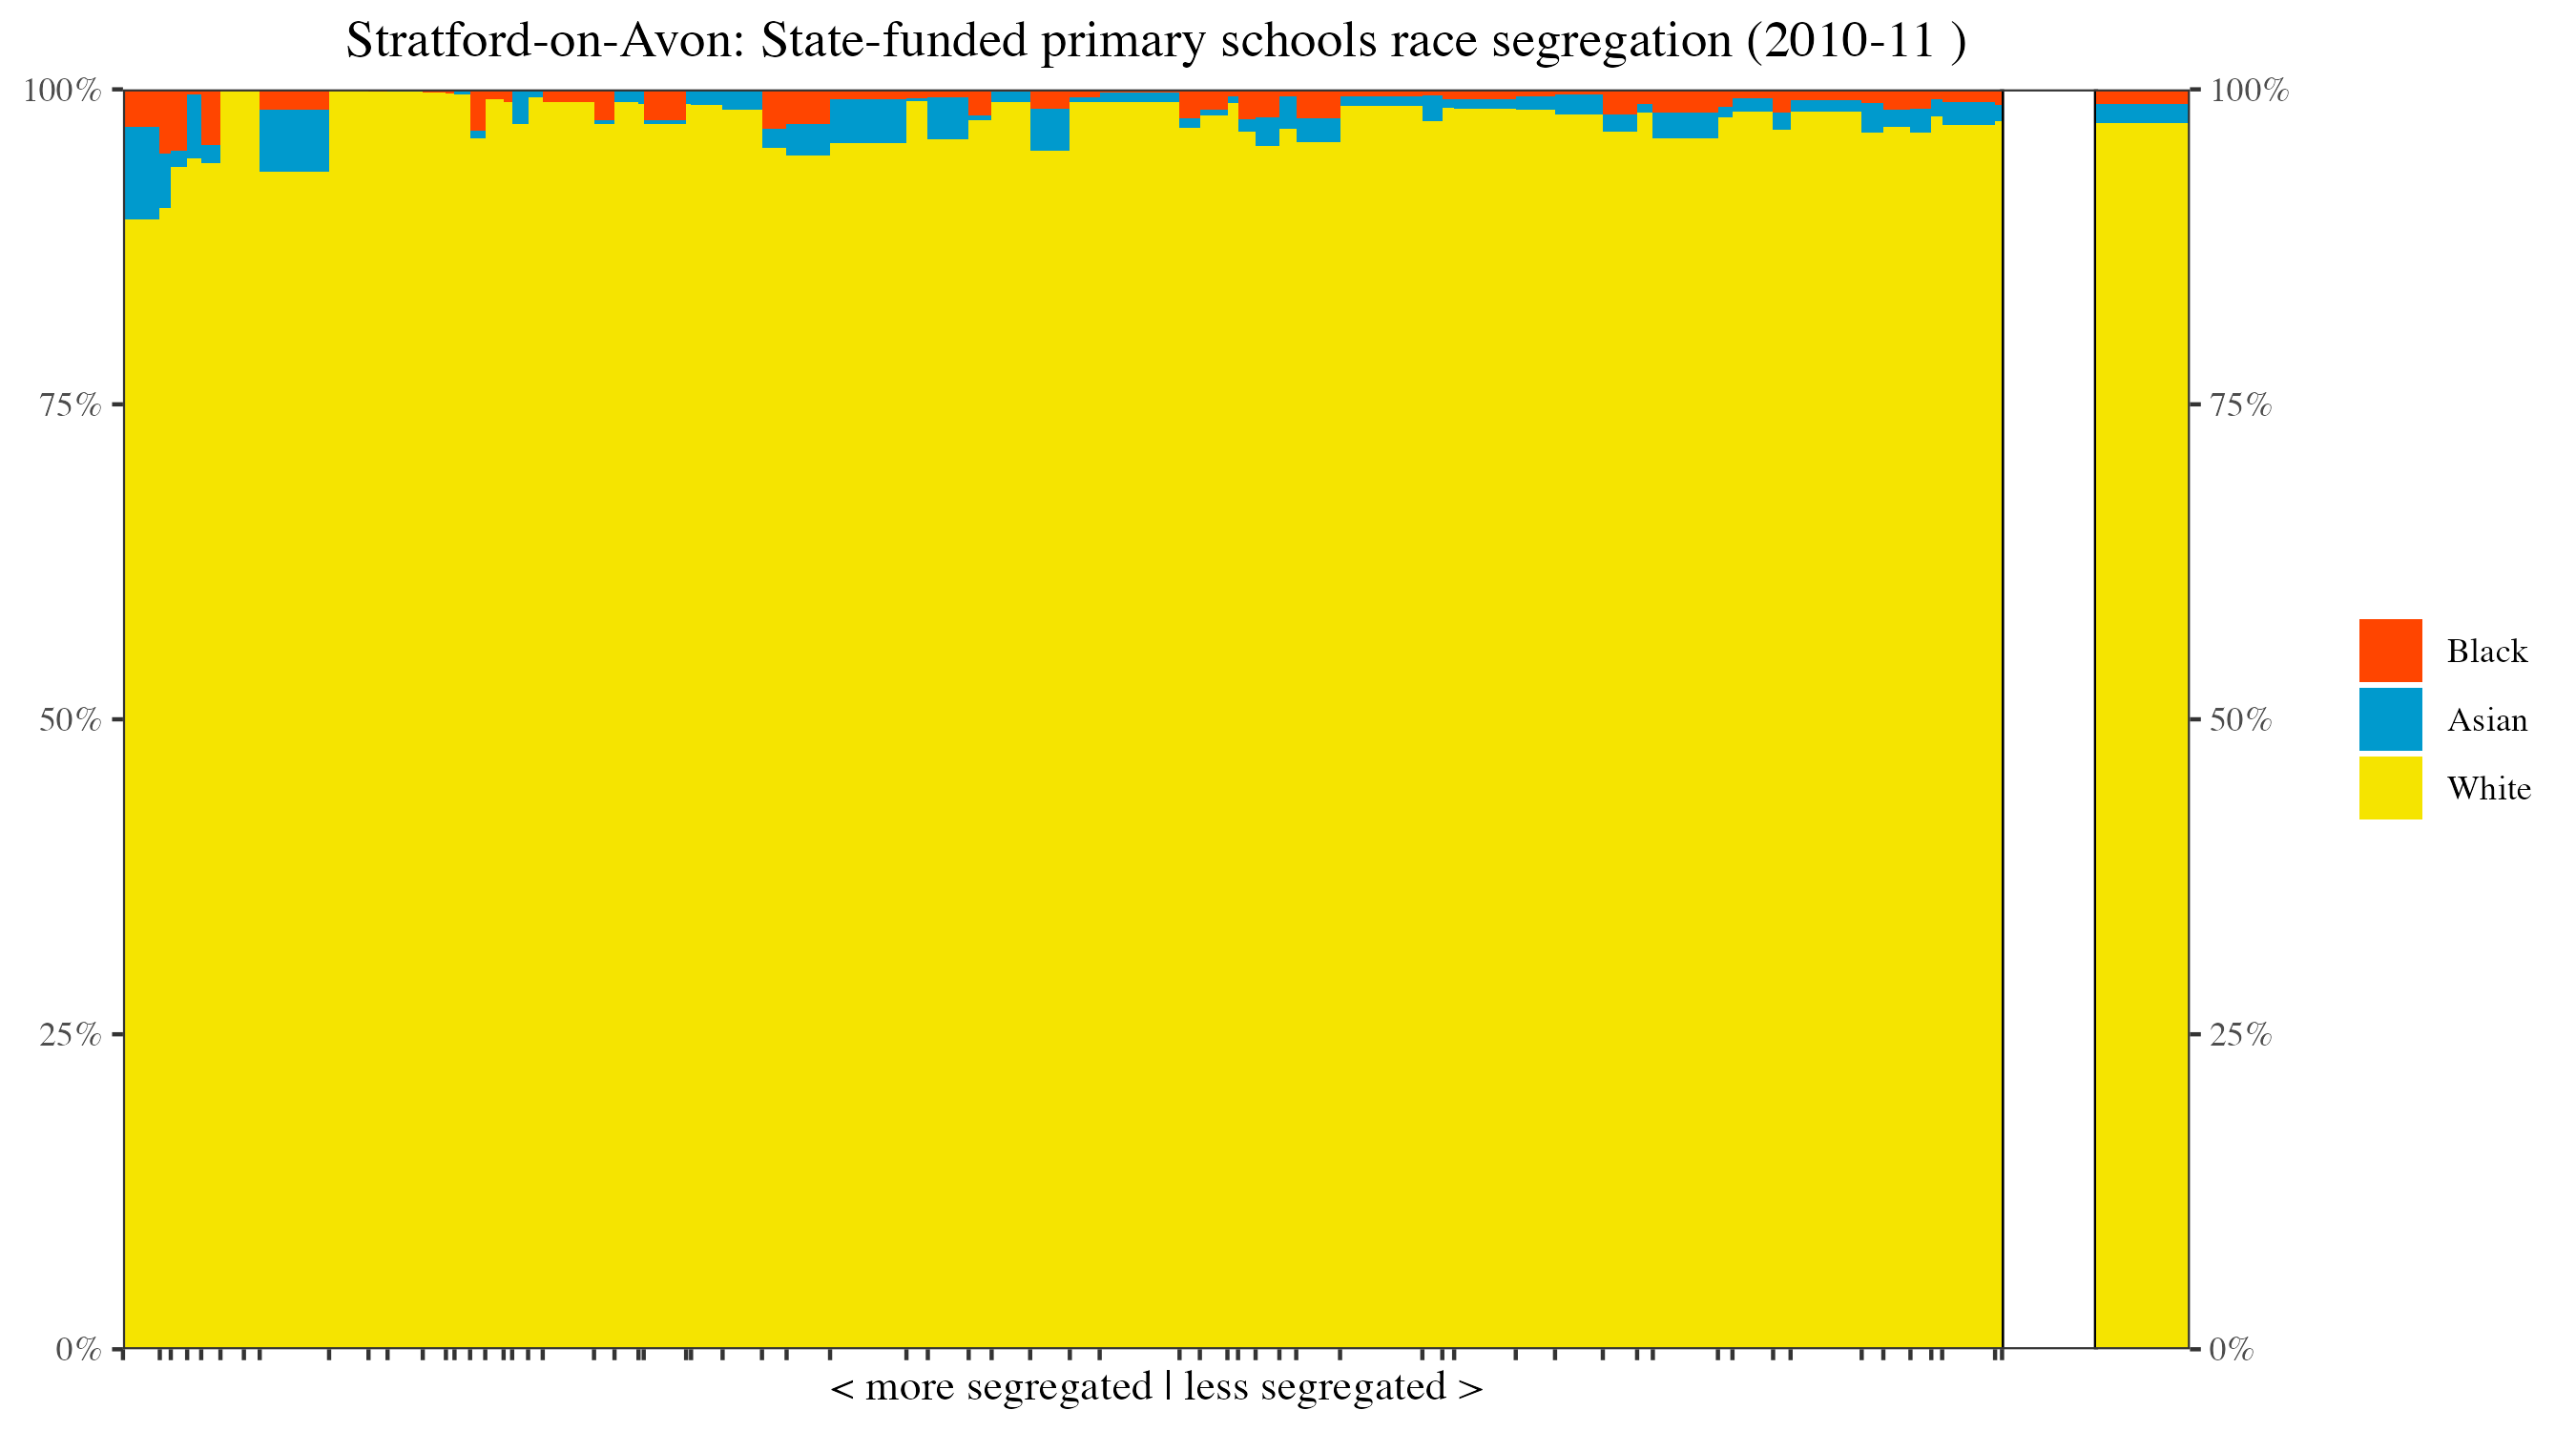 Stratford-on-Avon: State-funded primary schools race segregation (2010-11 )
100%
75%
50%
25%
0%
100%
75%
50%
25%
0%
< more segregated | less segregated >
Black
Asian
White